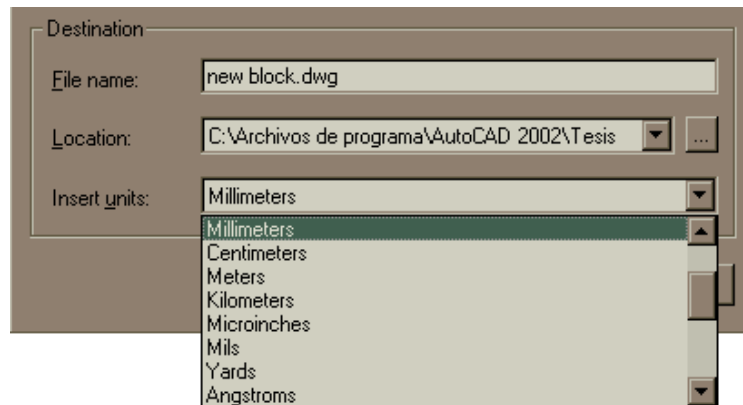 Destination
File name: new block.dwg
Location: C:\Archivos de programa\AutoCAD 2002\Tesis ...
Insert units: Millimeters
Millimeters
Centimeters
Meters
Kilometers
Microinches
Mils
Yards
Angstroms